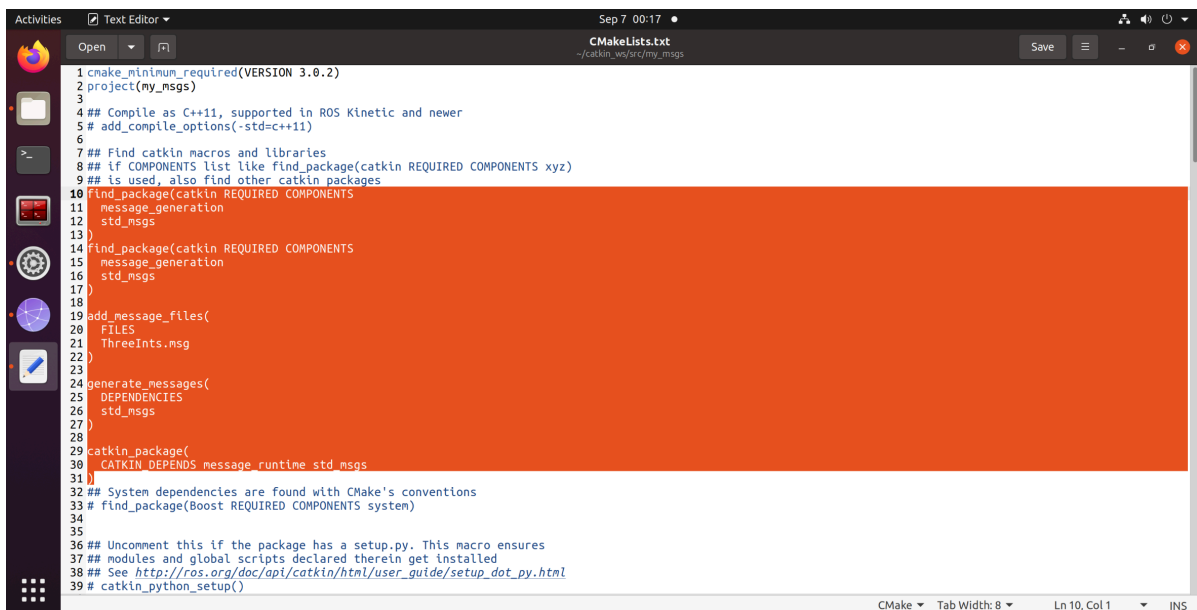 Activities Text Editor Sep 7 00:17
Open CMakeLists.txt Save
~/catkin_ws/src/my_msgs
1 cmake_minimum_required(VERSION 3.0.2)
2 project(my_msgs)
3
4 ## Compile as C++11, supported in ROS Kinetic and newer
5 # add_compile_options(-std=c++11)
6
7 ## Find catkin macros and libraries
8 ## if COMPONENTS list like find_package(catkin REQUIRED COMPONENTS xyz)
9 ## is used, also find other catkin packages
10 find_package(catkin REQUIRED COMPONENTS
11   message_generation
12   std_msgs
13 )
14 find_package(catkin REQUIRED COMPONENTS
15   message_generation
16   std_msgs
17 )
18
19 add_message_files(
20   FILES
21   ThreeInts.msg
22 )
23
24 generate_messages(
25   DEPENDENCIES
26   std_msgs
27 )
28
29 catkin_package(
30   CATKIN_DEPENDS message_runtime std_msgs
31 )
32 ## System dependencies are found with CMake's conventions
33 # find_package(Boost REQUIRED COMPONENTS system)
34
35
36 ## Uncomment this if the package has a setup.py. This macro ensures
37 ## modules and global scripts declared therein get installed
38 ## See http://ros.org/doc/api/catkin/html/user_guide/setup_dot_py.html
39 # catkin_python_setup()
CMake Tab Width: 8 Ln 10, Col 1 INS